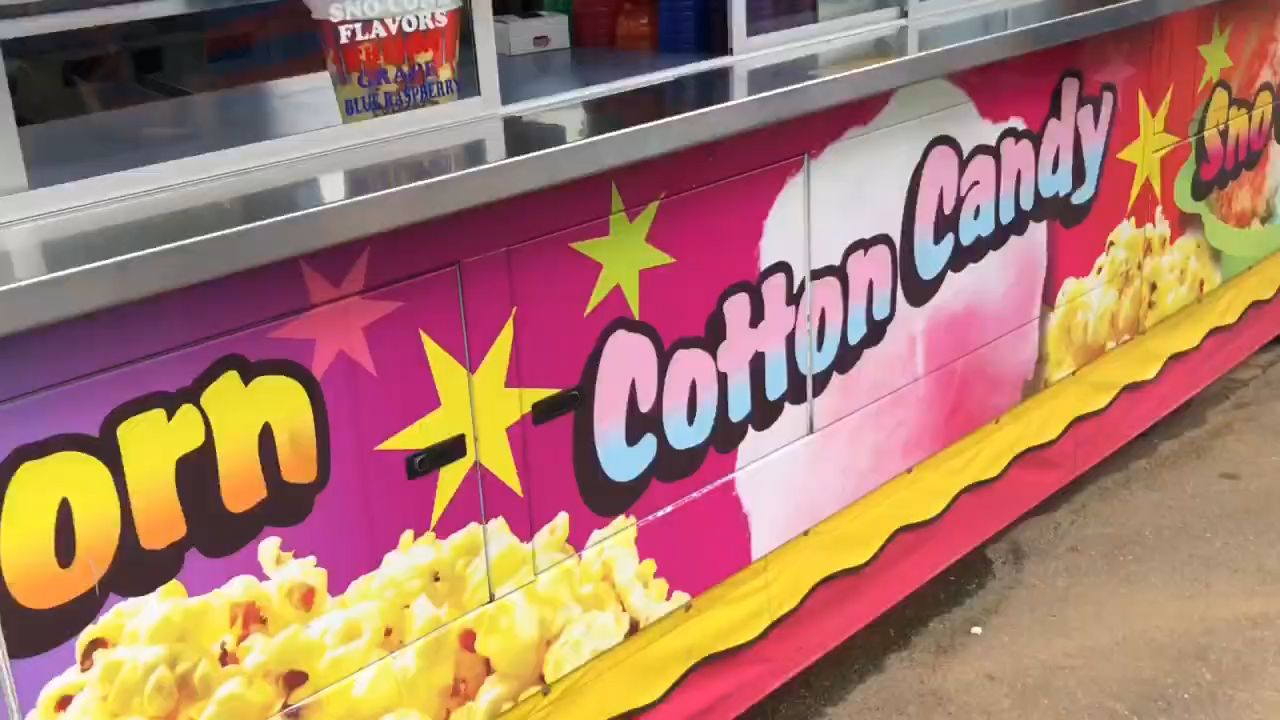 SNO-CONE
FLAVORS
GRAPE
BLUE RASPBERRY
orn
Cotton Candy
Sno